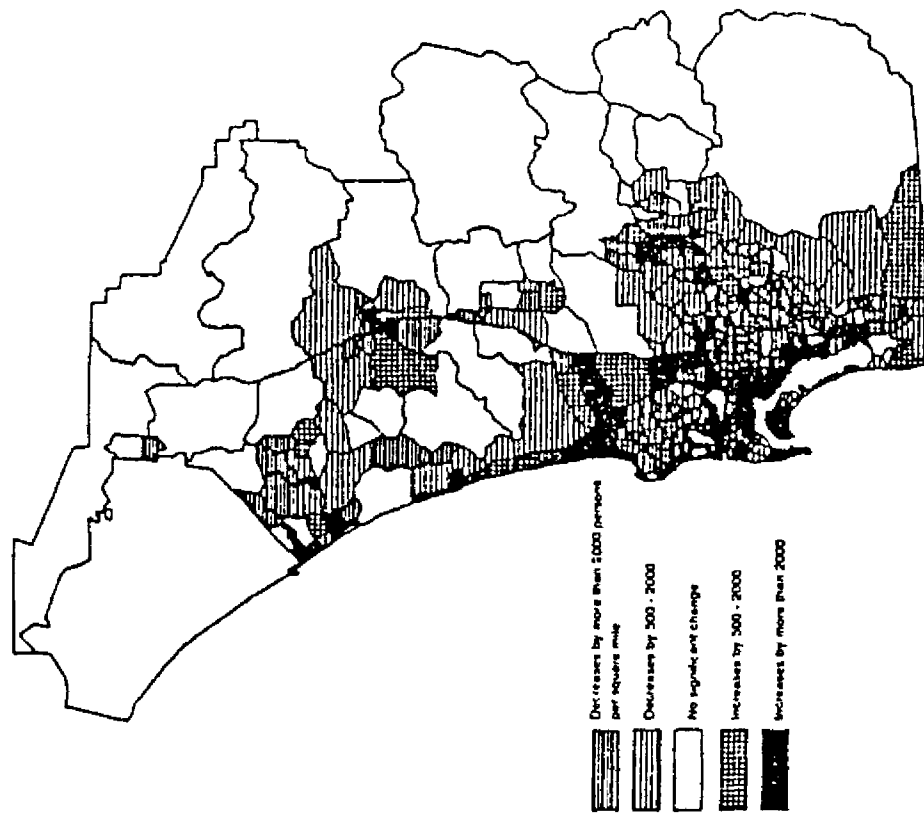 Decreases by more than 2000 persons
per square mile
Decreases by 500 - 2000
No significant change
Increases by 500 - 2000
Increases by more than 2000